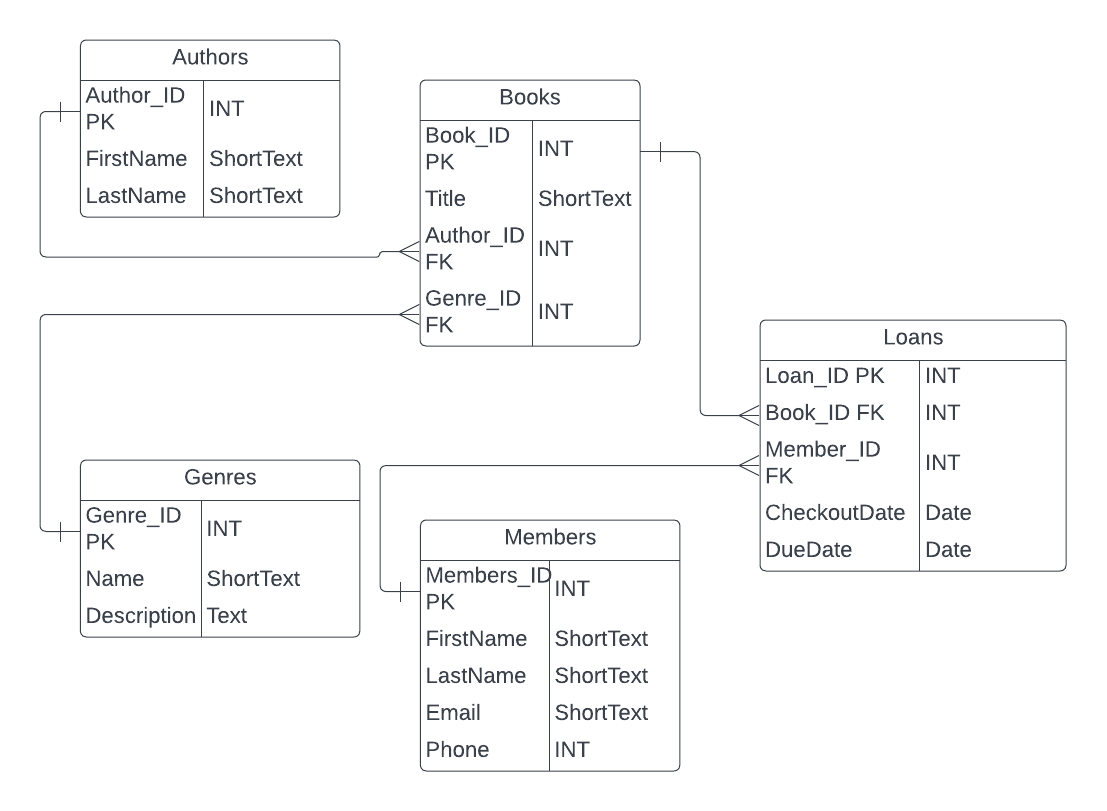 Authors
Author_ID
PK
INT
FirstName ShortText
LastName ShortText
Books
Book_ID
PK
INT
Title ShortText
Author_ID
FK
INT
Genre_ID
FK
INT
Loans
Loan_ID PK INT
Book_ID FK INT
Member_ID
FK
INT
CheckoutDate Date
DueDate Date
Genres
Genre_ID
PK
INT
Name ShortText
Description Text
Members
Members_ID
PK
INT
FirstName ShortText
LastName ShortText
Email ShortText
Phone INT